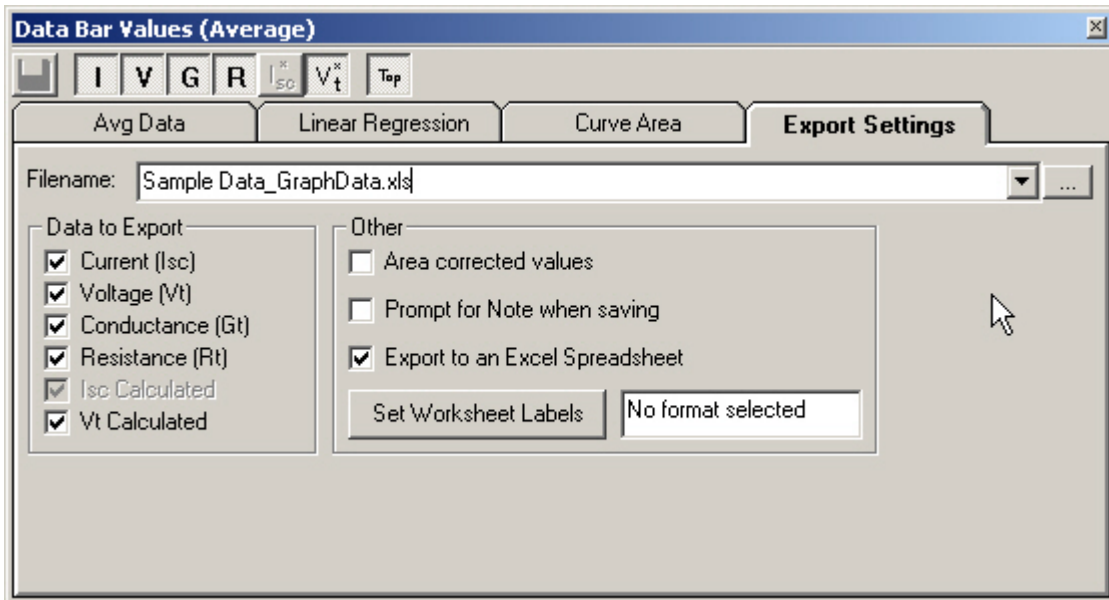 Data Bar Values (Average)
I V G R I*sc V*t Top
Avg Data Linear Regression Curve Area Export Settings
Filename: Sample Data_GraphData.xls ...
Data to Export
Current (Isc)
Voltage (Vt)
Conductance (Gt)
Resistance (Rt)
Isc Calculated
Vt Calculated
Other
Area corrected values
Prompt for Note when saving
Export to an Excel Spreadsheet
Set Worksheet Labels No format selected